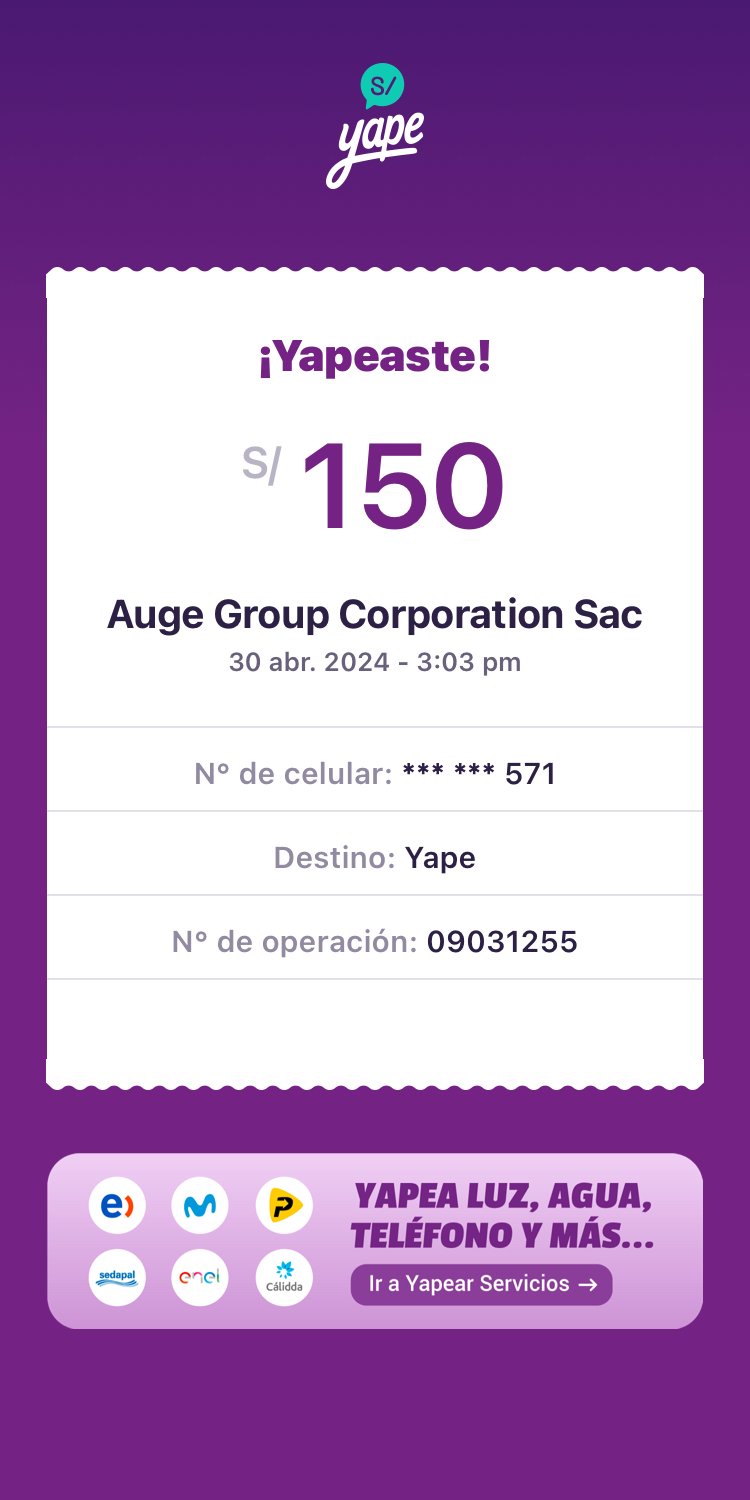 S/
yape
¡Yapeaste!
S/ 150
Auge Group Corporation Sac
30 abr. 2024 - 3:03 pm
N° de celular: *** *** 571
Destino: Yape
N° de operación: 09031255
YAPEA LUZ, AGUA,
TELÉFONO Y MÁS...
Ir a Yapear Servicios →
e)
P
sedapal
enel
Cálidda